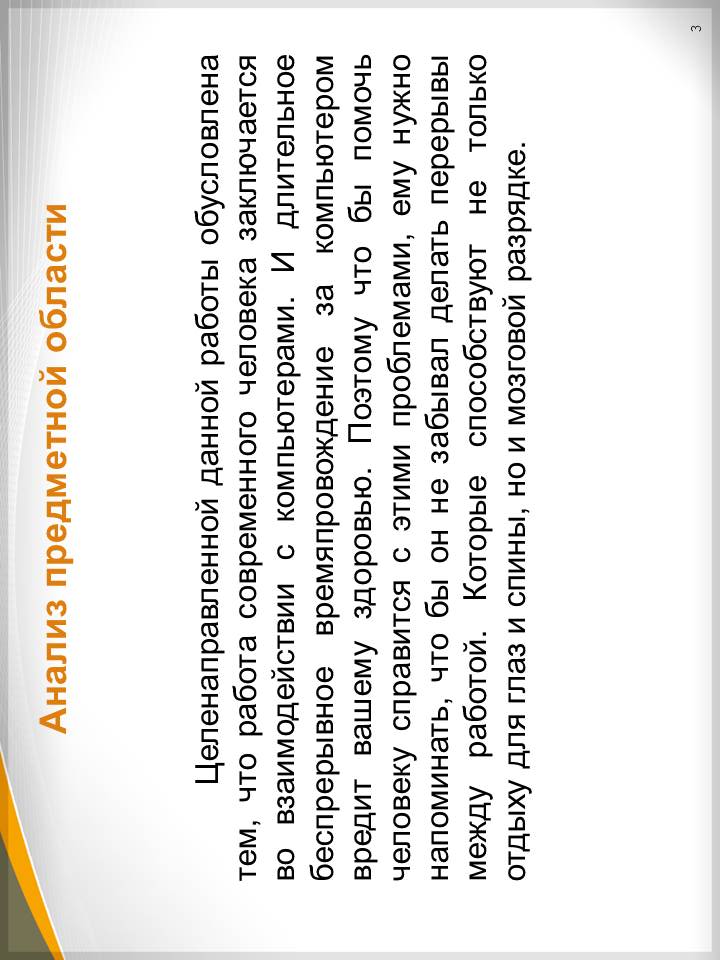 Анализ предметной области
Целенаправленной данной работы обусловлена
тем, что работа современного человека заключается
во взаимодействии с компьютерами. И длительное
беспрерывное времяпровождение за компьютером
вредит вашему здоровью. Поэтому что бы помочь
человеку справится с этими проблемами, ему нужно
напоминать, что бы он не забывал делать перерывы
между работой. Которые способствуют не только
отдыху для глаз и спины, но и мозговой разрядке.
3